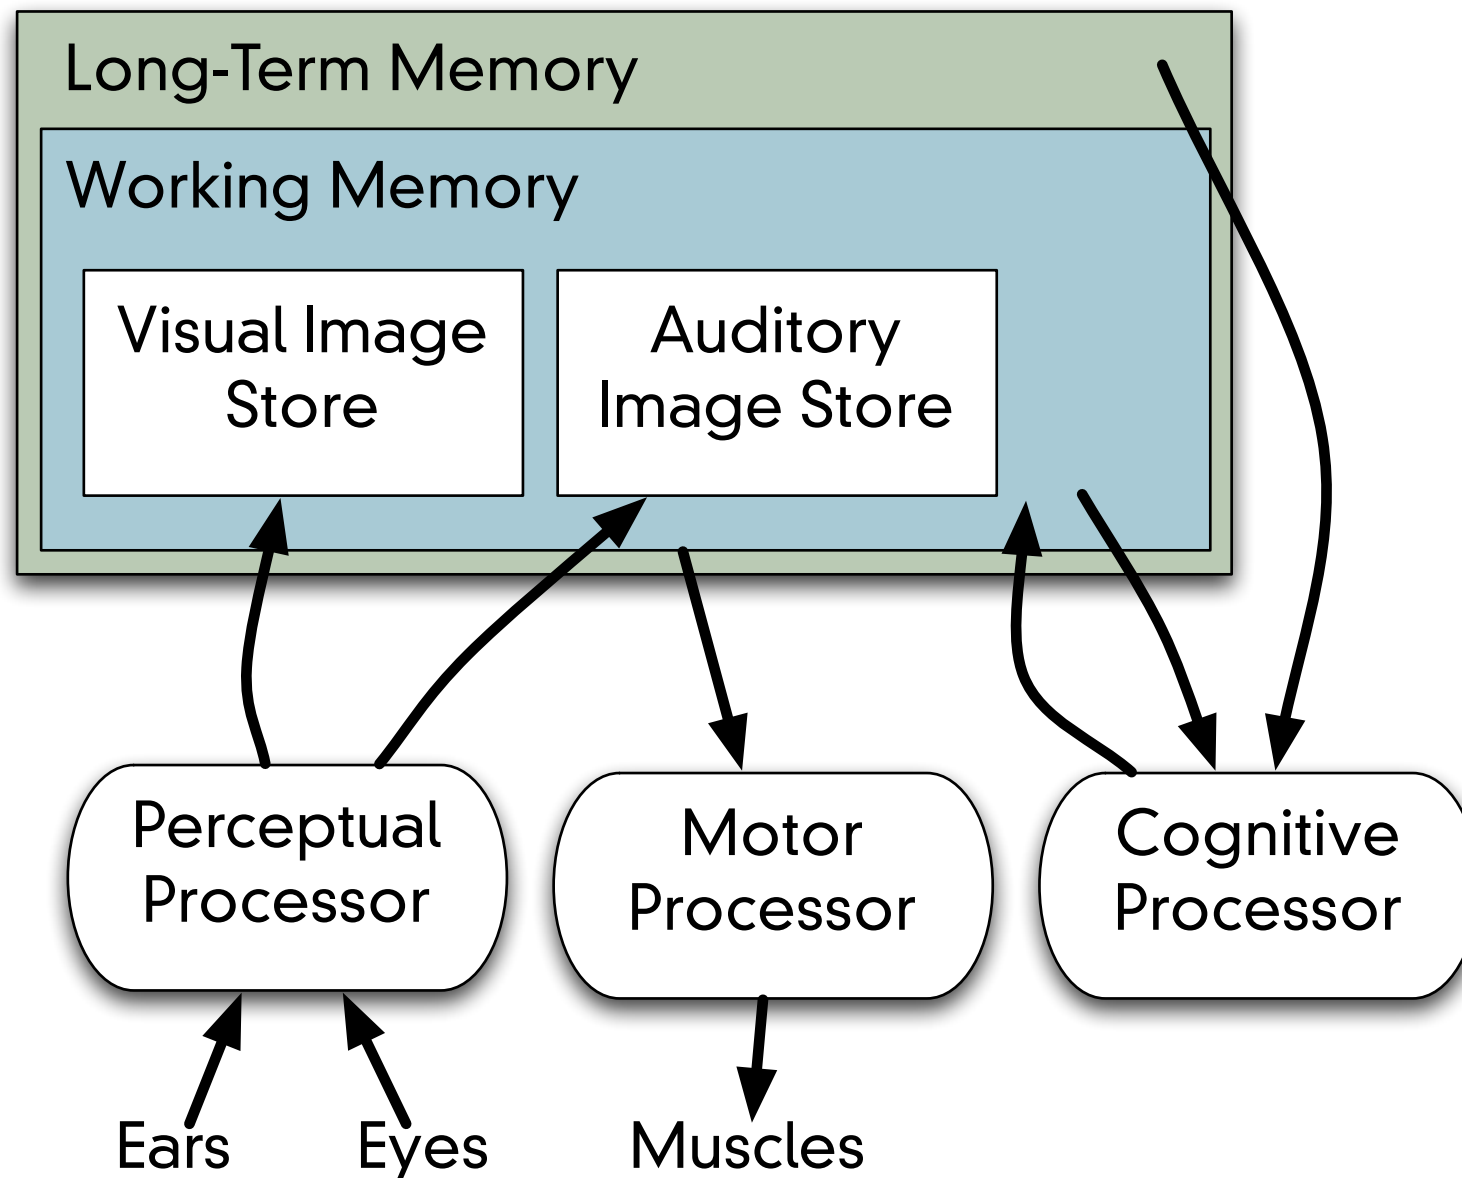 Long-Term Memory
Working Memory
Visual Image
Store
Auditory
Image Store
Perceptual
Processor
Motor
Processor
Cognitive
Processor
Ears
Eyes
Muscles